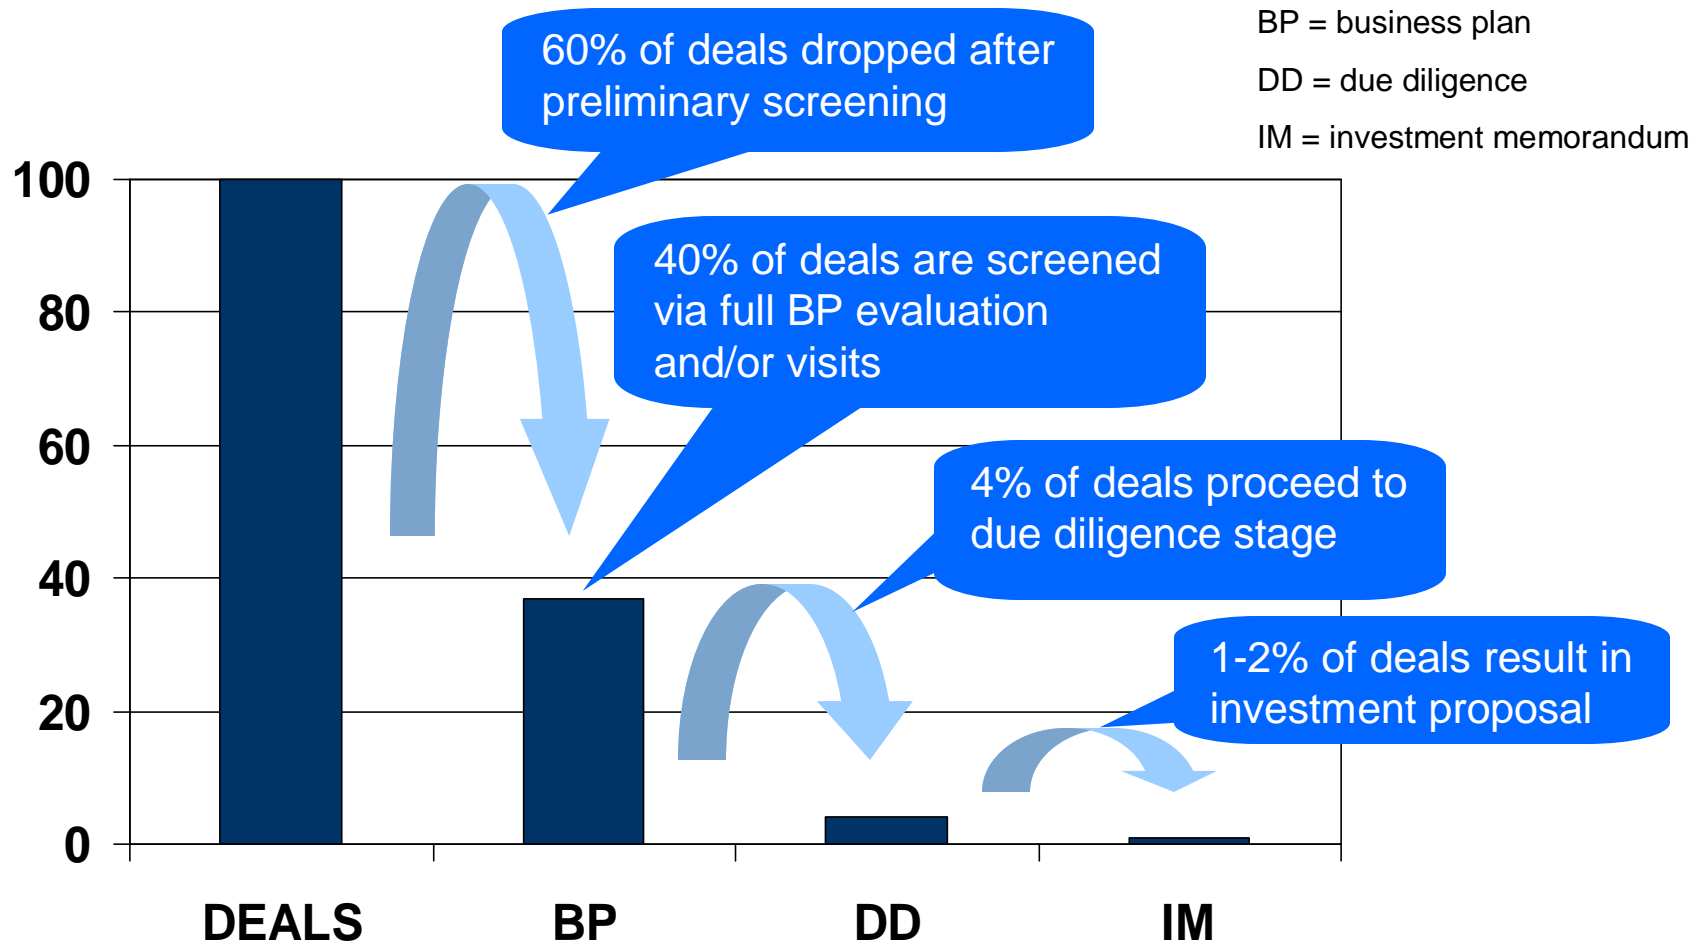 BP = business plan
DD = due diligence
IM = investment memorandum
60% of deals dropped after
preliminary screening
40% of deals are screened
via full BP evaluation
and/or visits
4% of deals proceed to
due diligence stage
1-2% of deals result in
investment proposal
100
80
60
40
20
0
DEALS BP DD IM